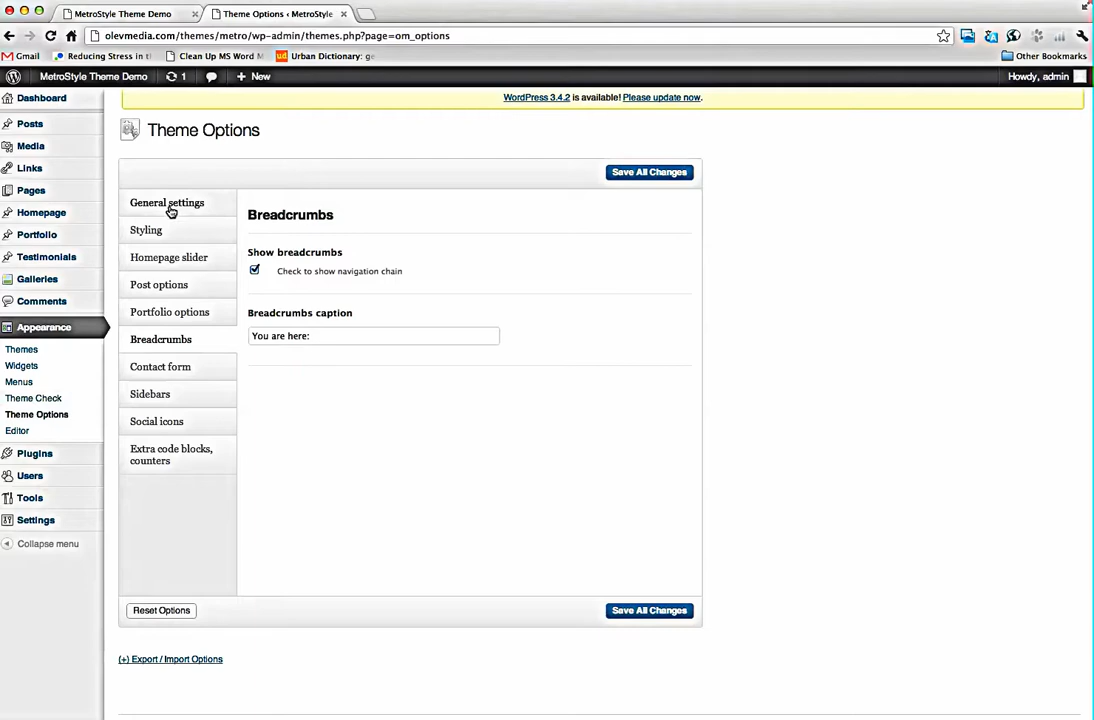 MetroStyle Theme Demo
Theme Options ‹ MetroStyle
olevmedia.com/themes/metro/wp-admin/themes.php?page=om_options
Gmail
Reducing Stress in t
Clean Up MS Word
Urban Dictionary: ge
Other Bookmarks
MetroStyle Theme Demo
1
+ New
Howdy, admin
Dashboard
WordPress 3.4.2 is available! Please update now.
Theme Options
Posts
Media
Links
Pages
Homepage
Portfolio
Testimonials
Galleries
Comments
Appearance
Themes
Widgets
Menus
Theme Check
Theme Options
Editor
Plugins
Users
Tools
Settings
Collapse menu
Save All Changes
General settings
Styling
Homepage slider
Post options
Portfolio options
Breadcrumbs
Contact form
Sidebars
Social icons
Extra code blocks,
counters
Breadcrumbs
Show breadcrumbs
Check to show navigation chain
Breadcrumbs caption
You are here:
Reset Options
Save All Changes
(+) Export / Import Options